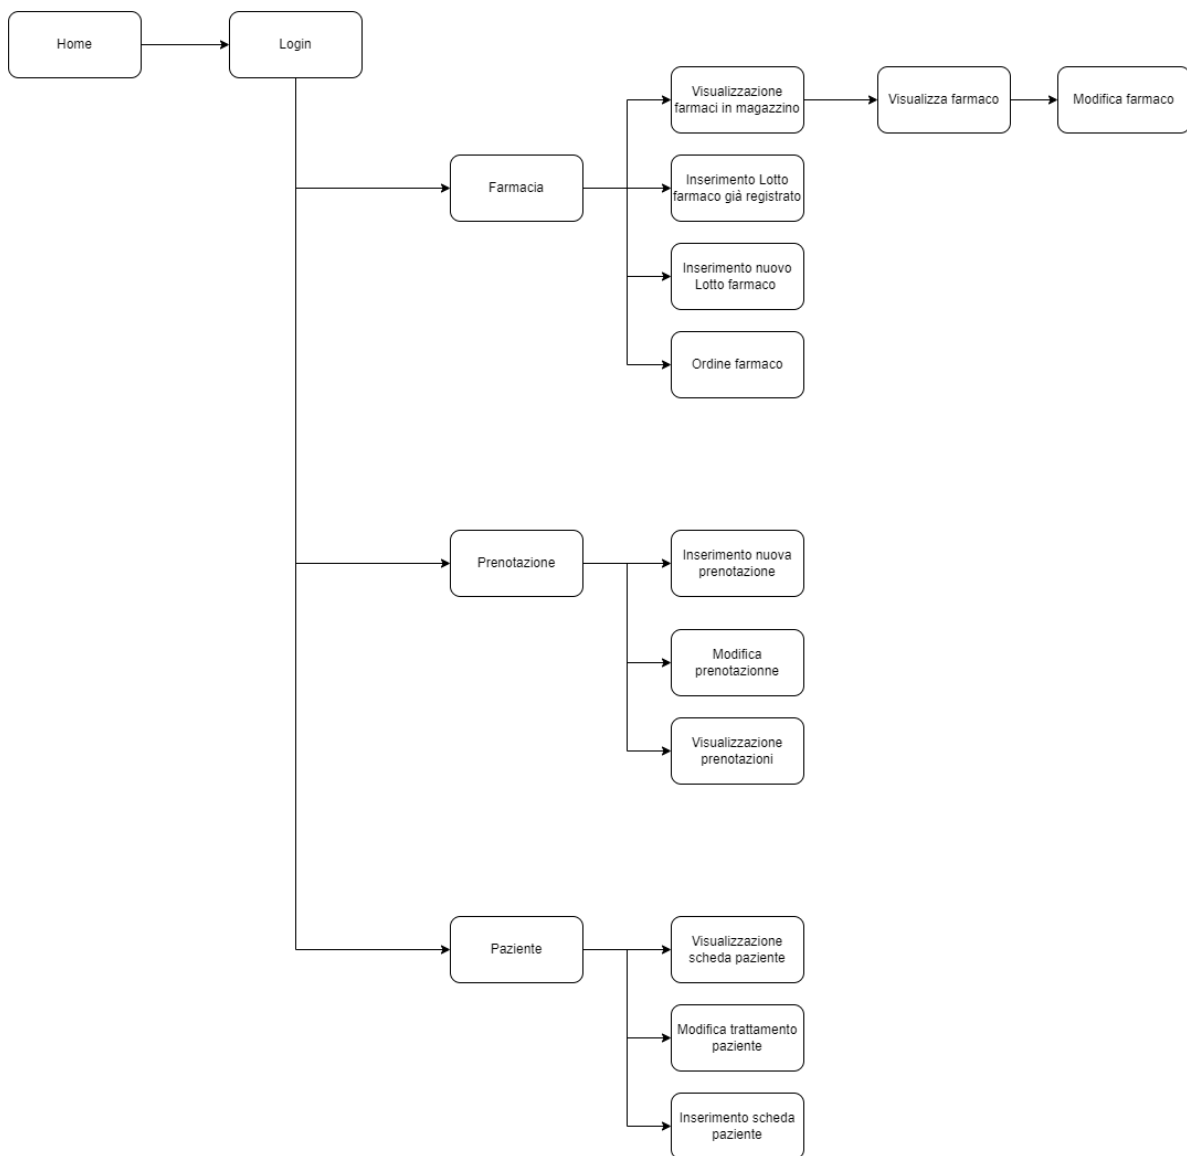 Home
Login
Visualizzazione
farmaci in magazzino
Visualizza farmaco
Modifica farmaco
Farmacia
Inserimento Lotto
farmaco già registrato
Inserimento nuovo
Lotto farmaco
Ordine farmaco
Prenotazione
Inserimento nuova
prenotazione
Modifica
prenotazionne
Visualizzazione
prenotazioni
Paziente
Visualizzazione
scheda paziente
Modifica trattamento
paziente
Inserimento scheda
paziente